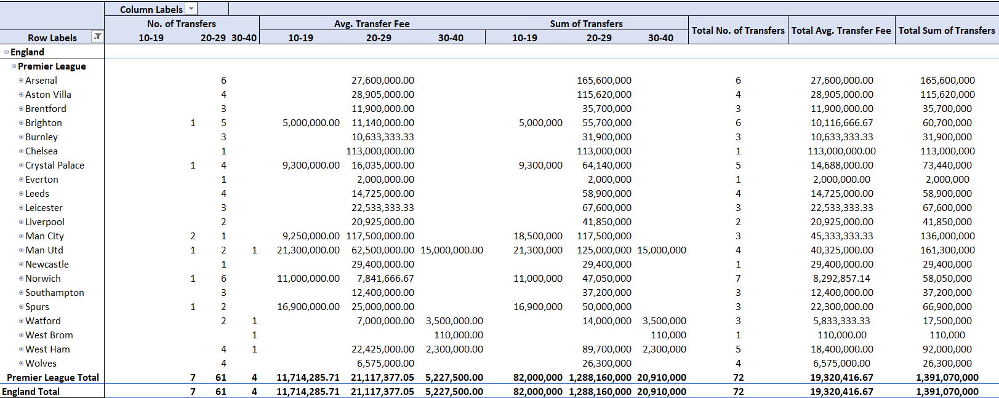 Column Labels
No. of Transfers Avg. Transfer Fee Sum of Transfers Total No. of Transfers Total Avg. Transfer Fee Total Sum of Transfers
Row Labels 10-19 20-29 30-40 10-19 20-29 30-40 10-19 20-29 30-40
England
Premier League
Arsenal 6 27,600,000.00 165,600,000 6 27,600,000.00 165,600,000
Aston Villa 4 28,905,000.00 115,620,000 4 28,905,000.00 115,620,000
Brentford 3 11,900,000.00 35,700,000 3 11,900,000.00 35,700,000
Brighton 1 5 5,000,000.00 11,140,000.00 5,000,000 55,700,000 6 10,116,666.67 60,700,000
Burnley 3 10,633,333.33 31,900,000 3 10,633,333.33 31,900,000
Chelsea 1 113,000,000.00 113,000,000 1 113,000,000.00 113,000,000
Crystal Palace 1 4 9,300,000.00 16,035,000.00 9,300,000 64,140,000 5 14,688,000.00 73,440,000
Everton 1 2,000,000.00 2,000,000 1 2,000,000.00 2,000,000
Leeds 4 14,725,000.00 58,900,000 4 14,725,000.00 58,900,000
Leicester 3 22,533,333.33 67,600,000 3 22,533,333.33 67,600,000
Liverpool 2 20,925,000.00 41,850,000 2 20,925,000.00 41,850,000
Man City 2 1 9,250,000.00 117,500,000.00 18,500,000 117,500,000 3 45,333,333.33 136,000,000
Man Utd 1 2 1 21,300,000.00 62,500,000.00 15,000,000.00 21,300,000 125,000,000 15,000,000 4 40,325,000.00 161,300,000
Newcastle 1 29,400,000.00 29,400,000 1 29,400,000.00 29,400,000
Norwich 1 6 11,000,000.00 7,841,666.67 11,000,000 47,050,000 7 8,292,857.14 58,050,000
Southampton 3 12,400,000.00 37,200,000 3 12,400,000.00 37,200,000
Spurs 1 2 16,900,000.00 25,000,000.00 16,900,000 50,000,000 3 22,300,000.00 66,900,000
Watford 2 1 7,000,000.00 3,500,000.00 14,000,000 3,500,000 3 5,833,333.33 17,500,000
West Brom 1 110,000.00 110,000 1 110,000.00 110,000
West Ham 4 1 22,425,000.00 2,300,000.00 89,700,000 2,300,000 5 18,400,000.00 92,000,000
Wolves 4 6,575,000.00 26,300,000 4 6,575,000.00 26,300,000
Premier League Total 7 61 4 11,714,285.71 21,117,377.05 5,227,500.00 82,000,000 1,288,160,000 20,910,000 72 19,320,416.67 1,391,070,000
England Total 7 61 4 11,714,285.71 21,117,377.05 5,227,500.00 82,000,000 1,288,160,000 20,910,000 72 19,320,416.67 1,391,070,000